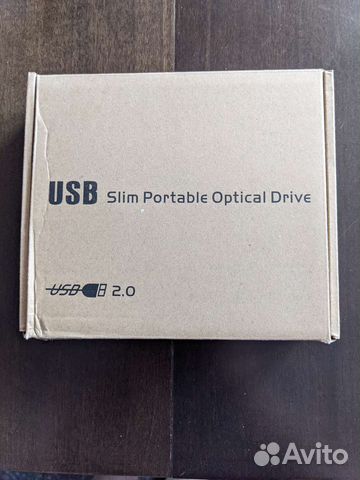 USB Slim Portable Optical Drive
USB 2.0
Avito